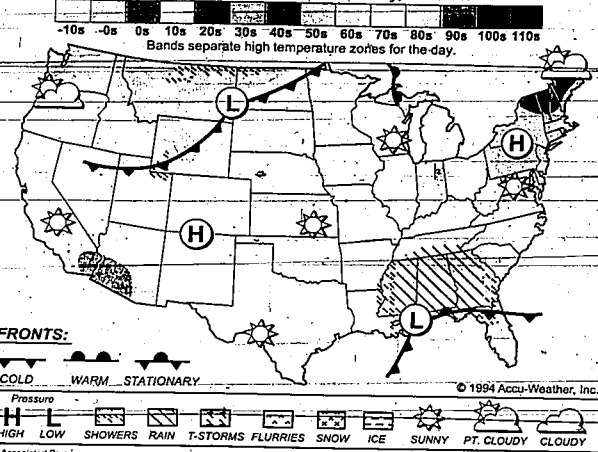 -10s -0s 0s 10s 20s 30s 40s 50s 60s 70s 80s 90s 100s 110s
Bands separate high temperature zones for the day.
L
H
H
L
FRONTS:
COLD WARM STATIONARY
© 1994 Accu-Weather, Inc.
Pressure
H L
HIGH LOW SHOWERS RAIN T-STORMS FLURRIES SNOW ICE SUNNY PT. CLOUDY CLOUDY